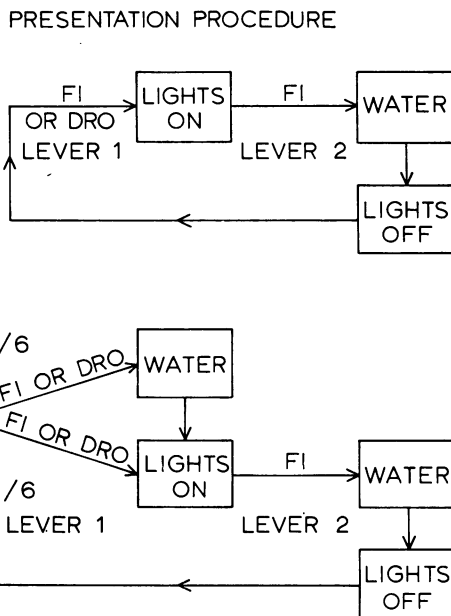 PRESENTATION PROCEDURE
FI
OR DRO
LEVER 1
LIGHTS
ON
FI
LEVER 2
WATER
LIGHTS
OFF
/6
FI OR DRO
WATER
FI OR DRO
/6
LEVER 1
LIGHTS
ON
FI
LEVER 2
WATER
LIGHTS
OFF